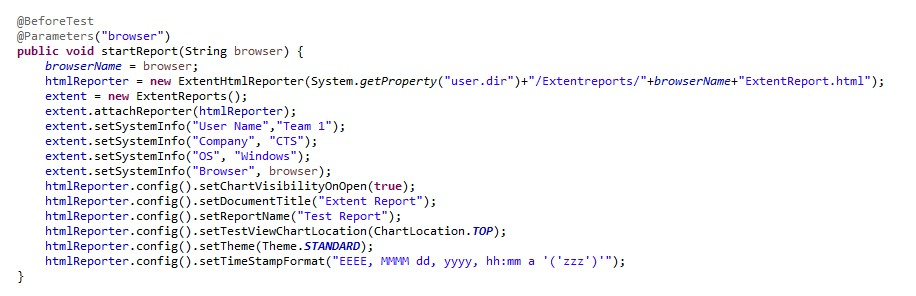 @BeforeTest
@Parameters("browser")
public void startReport(String browser) {
    browserName = browser;
    htmlReporter = new ExtentHtmlReporter(System.getProperty("user.dir")+"/Extentreports/"+browserName+"ExtentReport.html");
    extent = new ExtentReports();
    extent.attachReporter(htmlReporter);
    extent.setSystemInfo("User Name","Team 1");
    extent.setSystemInfo("Company", "CTS");
    extent.setSystemInfo("OS", "Windows");
    extent.setSystemInfo("Browser", browser);
    htmlReporter.config().setChartVisibilityOnOpen(true);
    htmlReporter.config().setDocumentTitle("Extent Report");
    htmlReporter.config().setReportName("Test Report");
    htmlReporter.config().setTestViewChartLocation(ChartLocation.TOP);
    htmlReporter.config().setTheme(Theme.STANDARD);
    htmlReporter.config().setTimeStampFormat("EEEE, MMMM dd, yyyy, hh:mm a '('zzz')'");
}